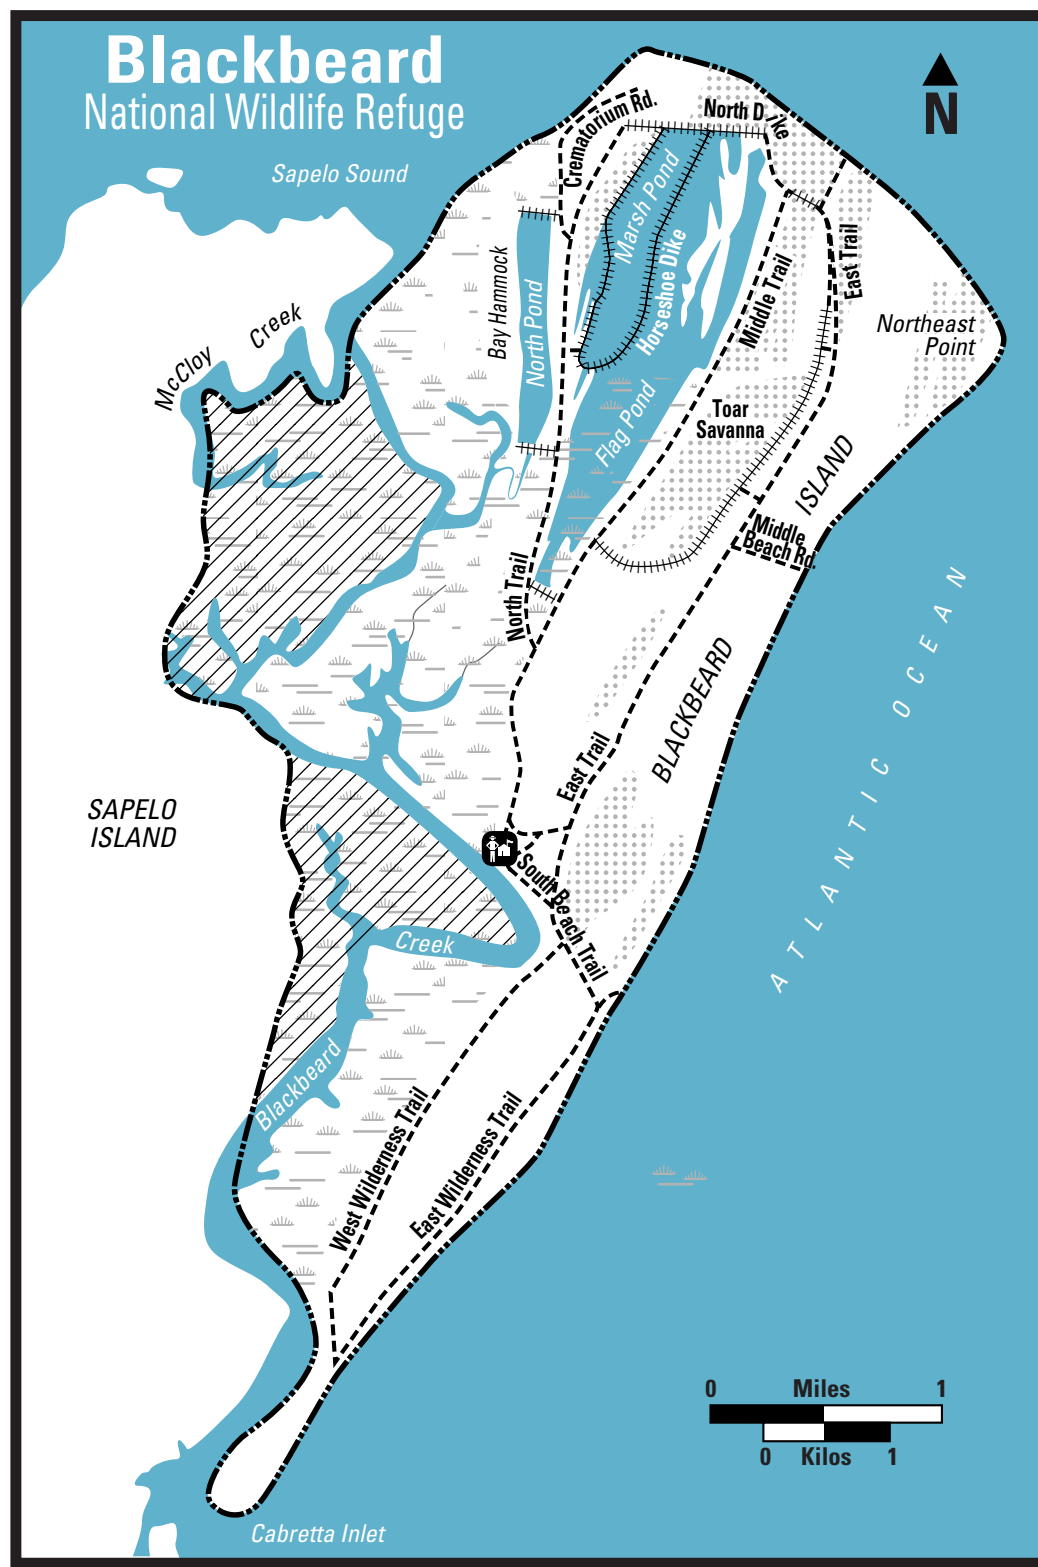 Blackbeard
National Wildlife Refuge
N
Sapelo Sound
Crematorium Rd.
North Dike
Marsh Pond
Horseshoe Dike
Bay Hammock
North Pond
Middle Trail
East Trail
Northeast
Point
McCloy Creek
Flag Pond
Toar
Savanna
ISLAND
Middle
Beach Rd.
North Trail
BLACKBEARD
East Trail
ATLANTIC OCEAN
SAPELO
ISLAND
South Beach Trail
Creek
Blackbeard
West Wilderness Trail
East Wilderness Trail
0 Miles 1
0 Kilos 1
Cabretta Inlet